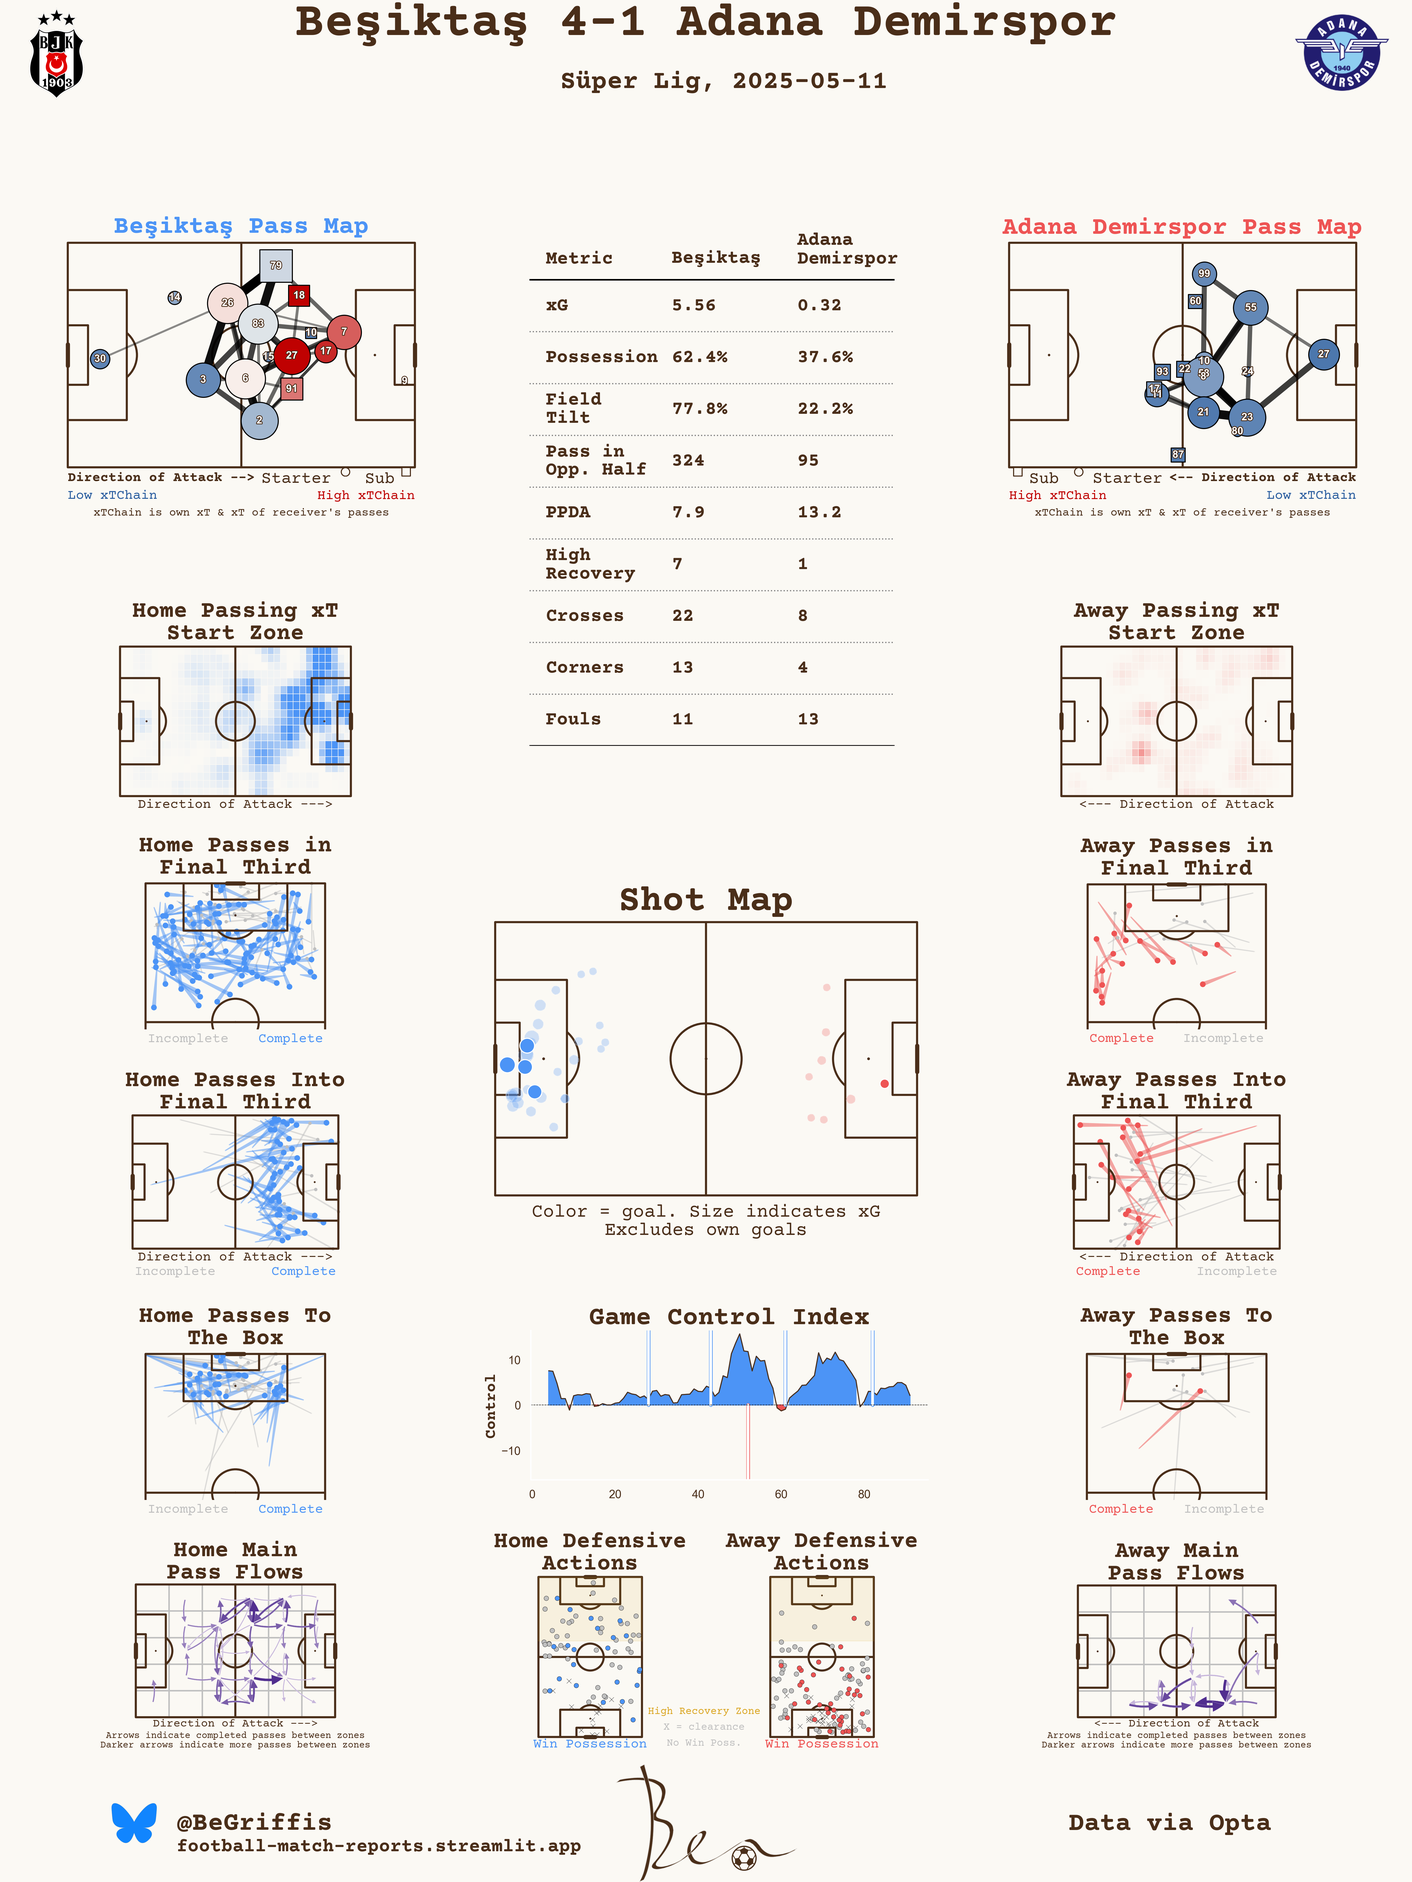 Beşiktaş 4-1 Adana Demirspor
Süper Lig, 2025-05-11
BJK
1903
ADANA
1940
DEMİRSPOR
Beşiktaş Pass Map
79
18
14
26
83
10
7
30
15
27
17
3
6
91
9
2
Direction of Attack --> Starter Sub
Low xTChain High xTChain
xTChain is own xT & xT of receiver's passes
Metric Beşiktaş Adana
Demirspor
xG 5.56 0.32
Possession 62.4% 37.6%
Field
Tilt 77.8% 22.2%
Pass in
Opp. Half 324 95
PPDA 7.9 13.2
High
Recovery 7 1
Crosses 22 8
Corners 13 4
Fouls 11 13
Adana Demirspor Pass Map
99
60
55
10
27
93
22
24
17
21
23
80
87
Sub Starter <-- Direction of Attack
High xTChain Low xTChain
xTChain is own xT & xT of receiver's passes
Home Passing xT
Start Zone
Direction of Attack --->
Away Passing xT
Start Zone
<--- Direction of Attack
Home Passes in
Final Third
Incomplete Complete
Away Passes in
Final Third
Complete Incomplete
Shot Map
Color = goal. Size indicates xG
Excludes own goals
Home Passes Into
Final Third
Direction of Attack --->
Incomplete Complete
Away Passes Into
Final Third
<--- Direction of Attack
Complete Incomplete
Home Passes To
The Box
Incomplete Complete
Game Control Index
Control
10
0
−10
0 20 40 60 80
Away Passes To
The Box
Complete Incomplete
Home Main
Pass Flows
Direction of Attack --->
Arrows indicate completed passes between zones
Darker arrows indicate more passes between zones
Home Defensive
Actions
Win Possession
High Recovery Zone
X = clearance
No Win Poss.
Away Defensive
Actions
Win Possession
Away Main
Pass Flows
<--- Direction of Attack
Arrows indicate completed passes between zones
Darker arrows indicate more passes between zones
@BeGriffis
football-match-reports.streamlit.app
Ben
Data via Opta